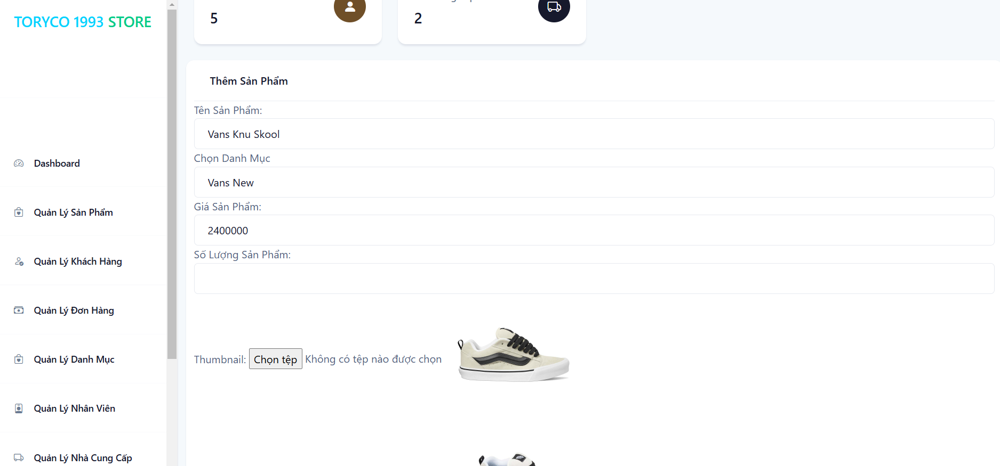 TORYCO 1993 STORE
5
2
Thêm Sản Phẩm
Tên Sản Phẩm:
Vans Knu Skool
Chọn Danh Mục
Vans New
Giá Sản Phẩm:
2400000
Số Lượng Sản Phẩm:
Thumbnail: Chọn tệp Không có tệp nào được chọn
Dashboard
Quản Lý Sản Phẩm
Quản Lý Khách Hàng
Quản Lý Đơn Hàng
Quản Lý Danh Mục
Quản Lý Nhân Viên
Quản Lý Nhà Cung Cấp